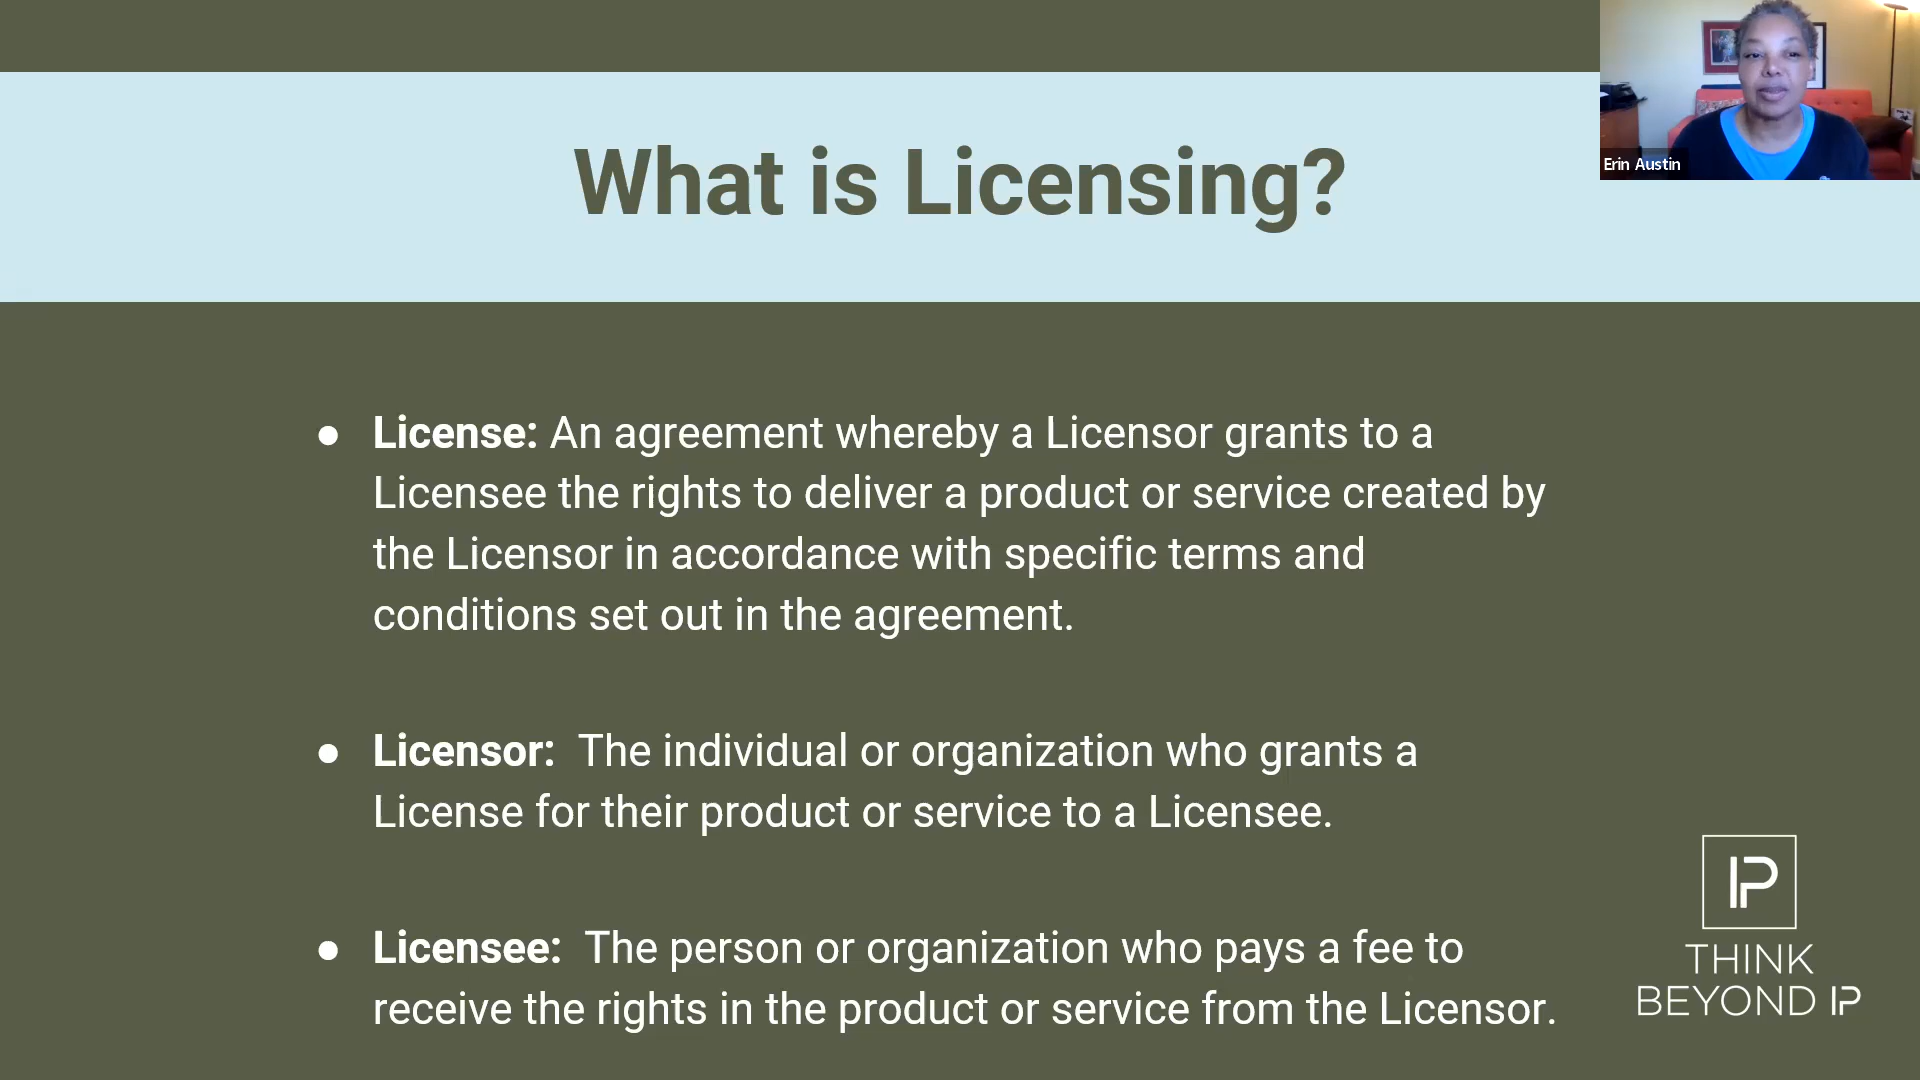 What is Licensing?
Erin Austin
● License: An agreement whereby a Licensor grants to a
Licensee the rights to deliver a product or service created by
the Licensor in accordance with specific terms and
conditions set out in the agreement.
● Licensor:  The individual or organization who grants a
License for their product or service to a Licensee.
● Licensee:  The person or organization who pays a fee to
receive the rights in the product or service from the Licensor.
IP
THINK
BEYOND IP